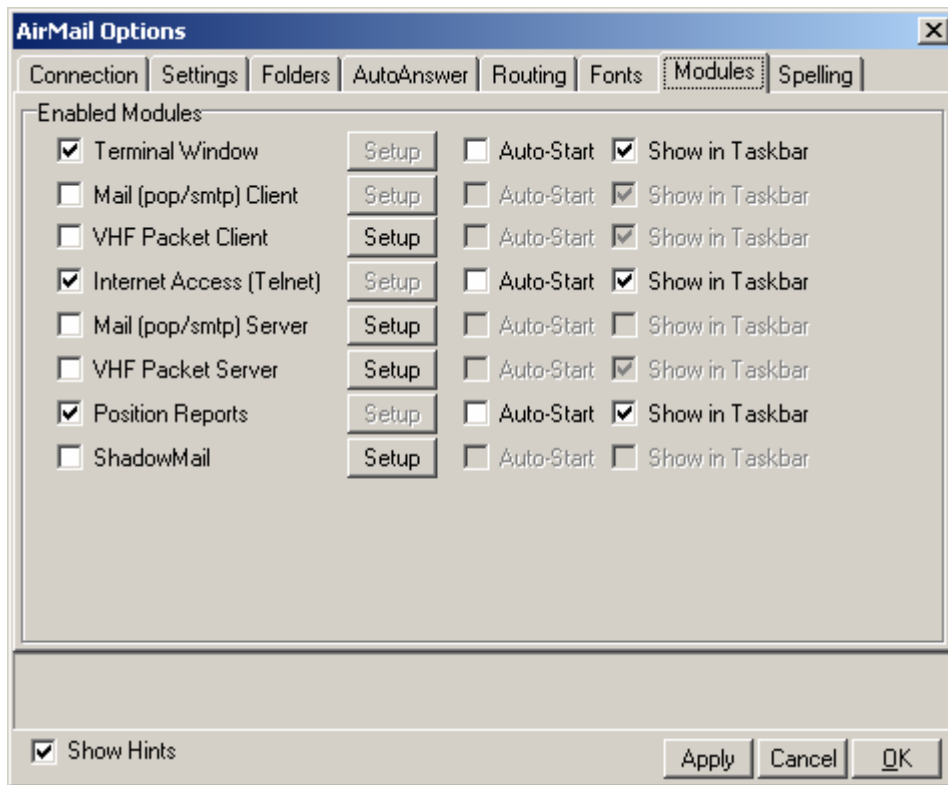 AirMail Options
Connection Settings Folders AutoAnswer Routing Fonts Modules Spelling
Enabled Modules
Terminal Window Setup Auto-Start Show in Taskbar
Mail (pop/smtp) Client Setup Auto-Start Show in Taskbar
VHF Packet Client Setup Auto-Start Show in Taskbar
Internet Access (Telnet) Setup Auto-Start Show in Taskbar
Mail (pop/smtp) Server Setup Auto-Start Show in Taskbar
VHF Packet Server Setup Auto-Start Show in Taskbar
Position Reports Setup Auto-Start Show in Taskbar
ShadowMail Setup Auto-Start Show in Taskbar
Show Hints Apply Cancel OK